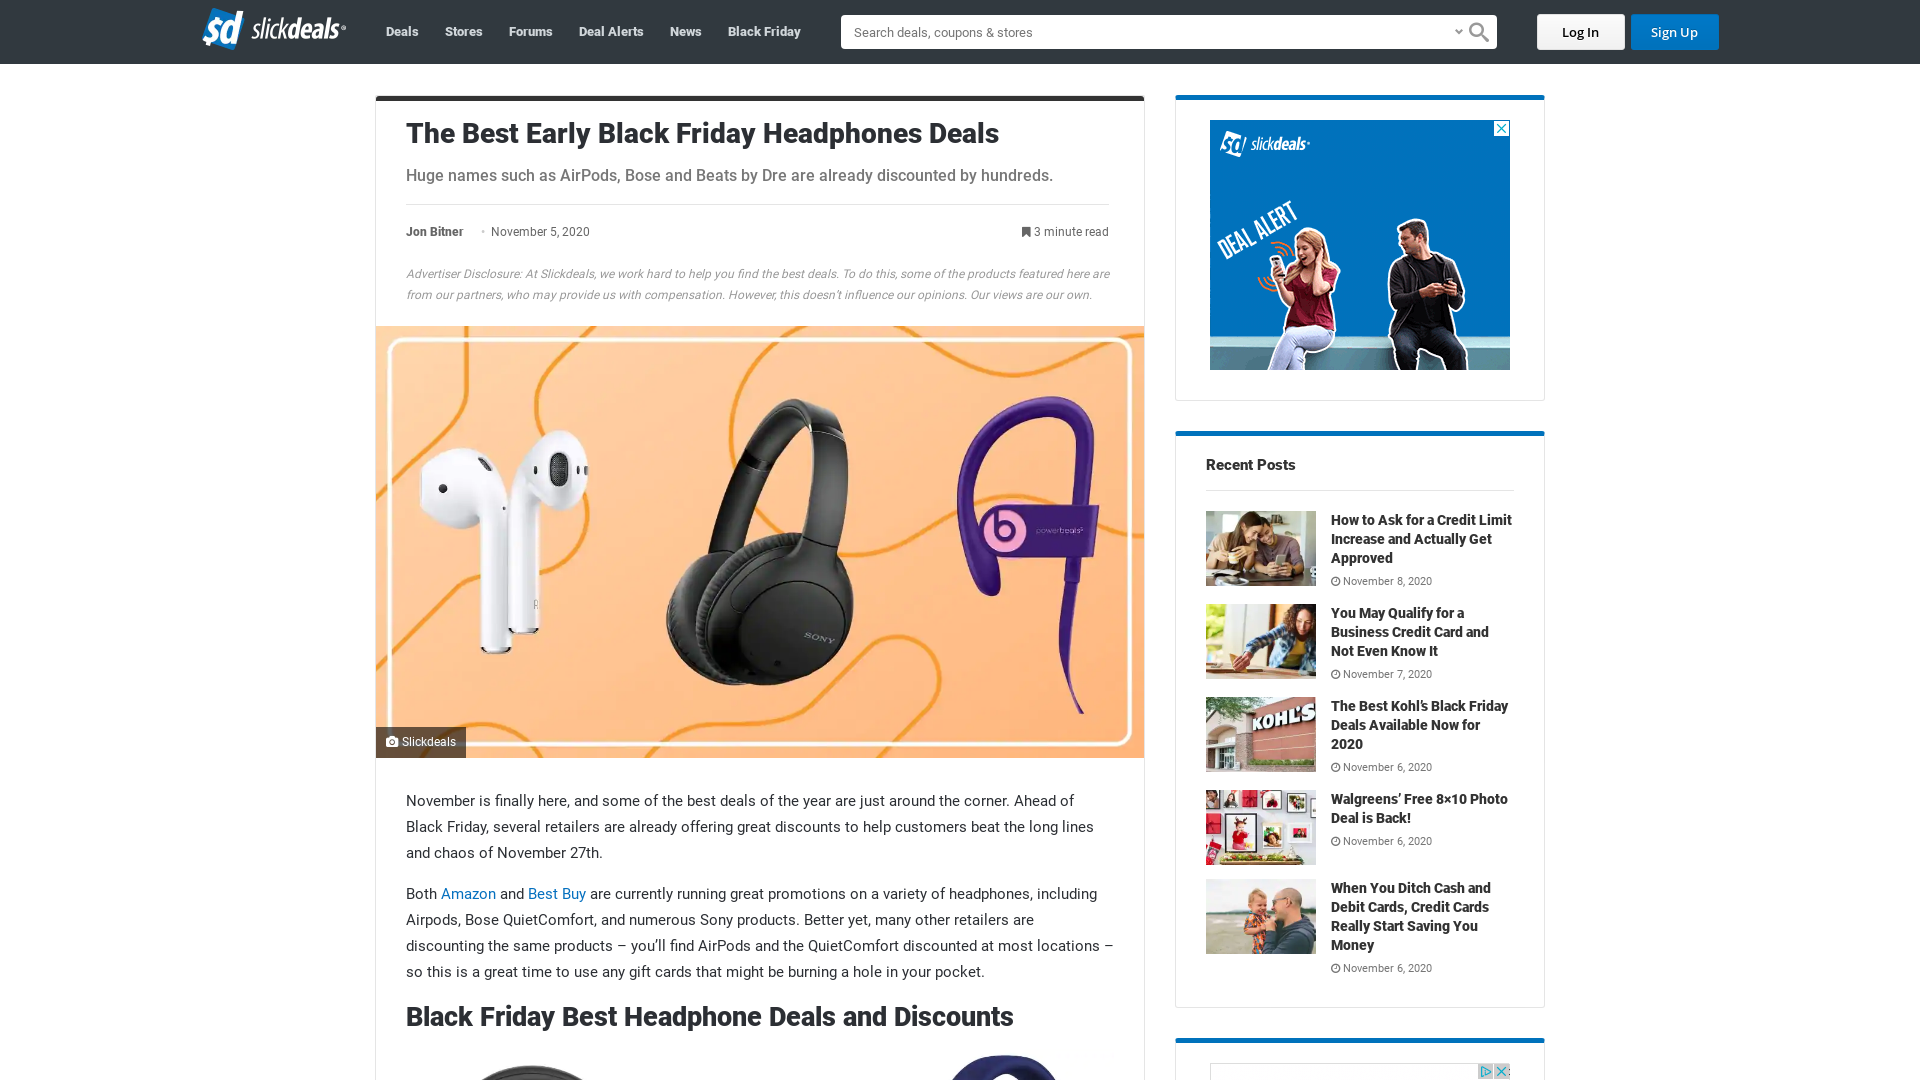 sd slickdeals
Deals
Stores
Forums
Deal Alerts
News
Black Friday
Search deals, coupons & stores
Log In
Sign Up
The Best Early Black Friday Headphones Deals
Huge names such as AirPods, Bose and Beats by Dre are already discounted by hundreds.
Jon Bitner
November 5, 2020
3 minute read
Advertiser Disclosure: At Slickdeals, we work hard to help you find the best deals. To do this, some of the products featured here are
from our partners, who may provide us with compensation. However, this doesn’t influence our opinions. Our views are our own.
R
SONY
b
powerbeats3
Slickdeals
November is finally here, and some of the best deals of the year are just around the corner. Ahead of
Black Friday, several retailers are already offering great discounts to help customers beat the long lines
and chaos of November 27th.
Both Amazon and Best Buy are currently running great promotions on a variety of headphones, including
Airpods, Bose QuietComfort, and numerous Sony products. Better yet, many other retailers are
discounting the same products – you’ll find AirPods and the QuietComfort discounted at most locations –
so this is a great time to use any gift cards that might be burning a hole in your pocket.
Black Friday Best Headphone Deals and Discounts
sd slickdeals
DEAL ALERT
Recent Posts
How to Ask for a Credit Limit
Increase and Actually Get
Approved
November 8, 2020
You May Qualify for a
Business Credit Card and
Not Even Know It
November 7, 2020
KOHL'S
The Best Kohl’s Black Friday
Deals Available Now for
2020
November 6, 2020
Walgreens’ Free 8×10 Photo
Deal is Back!
November 6, 2020
When You Ditch Cash and
Debit Cards, Credit Cards
Really Start Saving You
Money
November 6, 2020